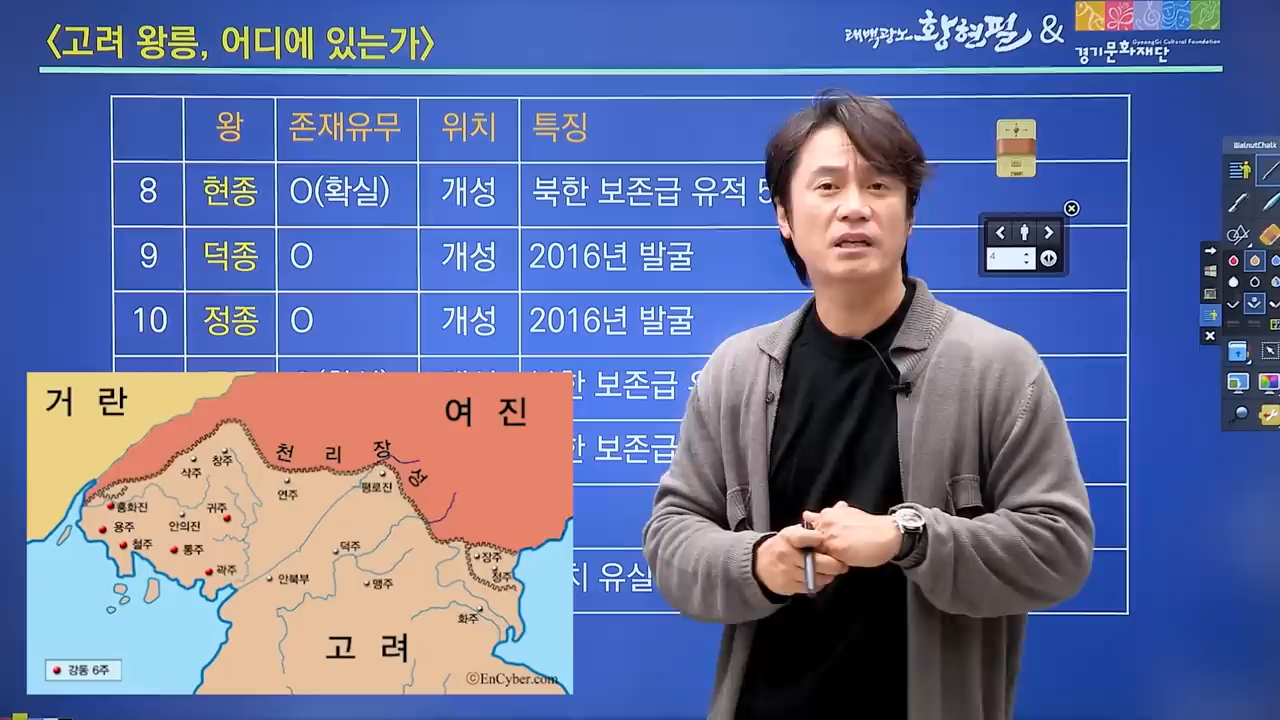 <고려 왕릉, 어디에 있는가>
태백광노 황현필 &
GyeongGi Cultural Foundation
경기문화재단
왕 존재유무 위치 특징
8 현종 O(확실) 개성 북한 보존급 유적
9 덕종 O 개성 2016년 발굴
10 정종 O 개성 2016년 발굴
보존급
보존급
유실
WalnutChalk
4
거 란
여 진
천 리 장 성
삭주 창주
연주 평로진
흥화진 귀주
용주 안의진
철주 통주
곽주
덕주
안북부 맹주
장주
정주
화주
고 려
강동 6주
©EnCyber.com